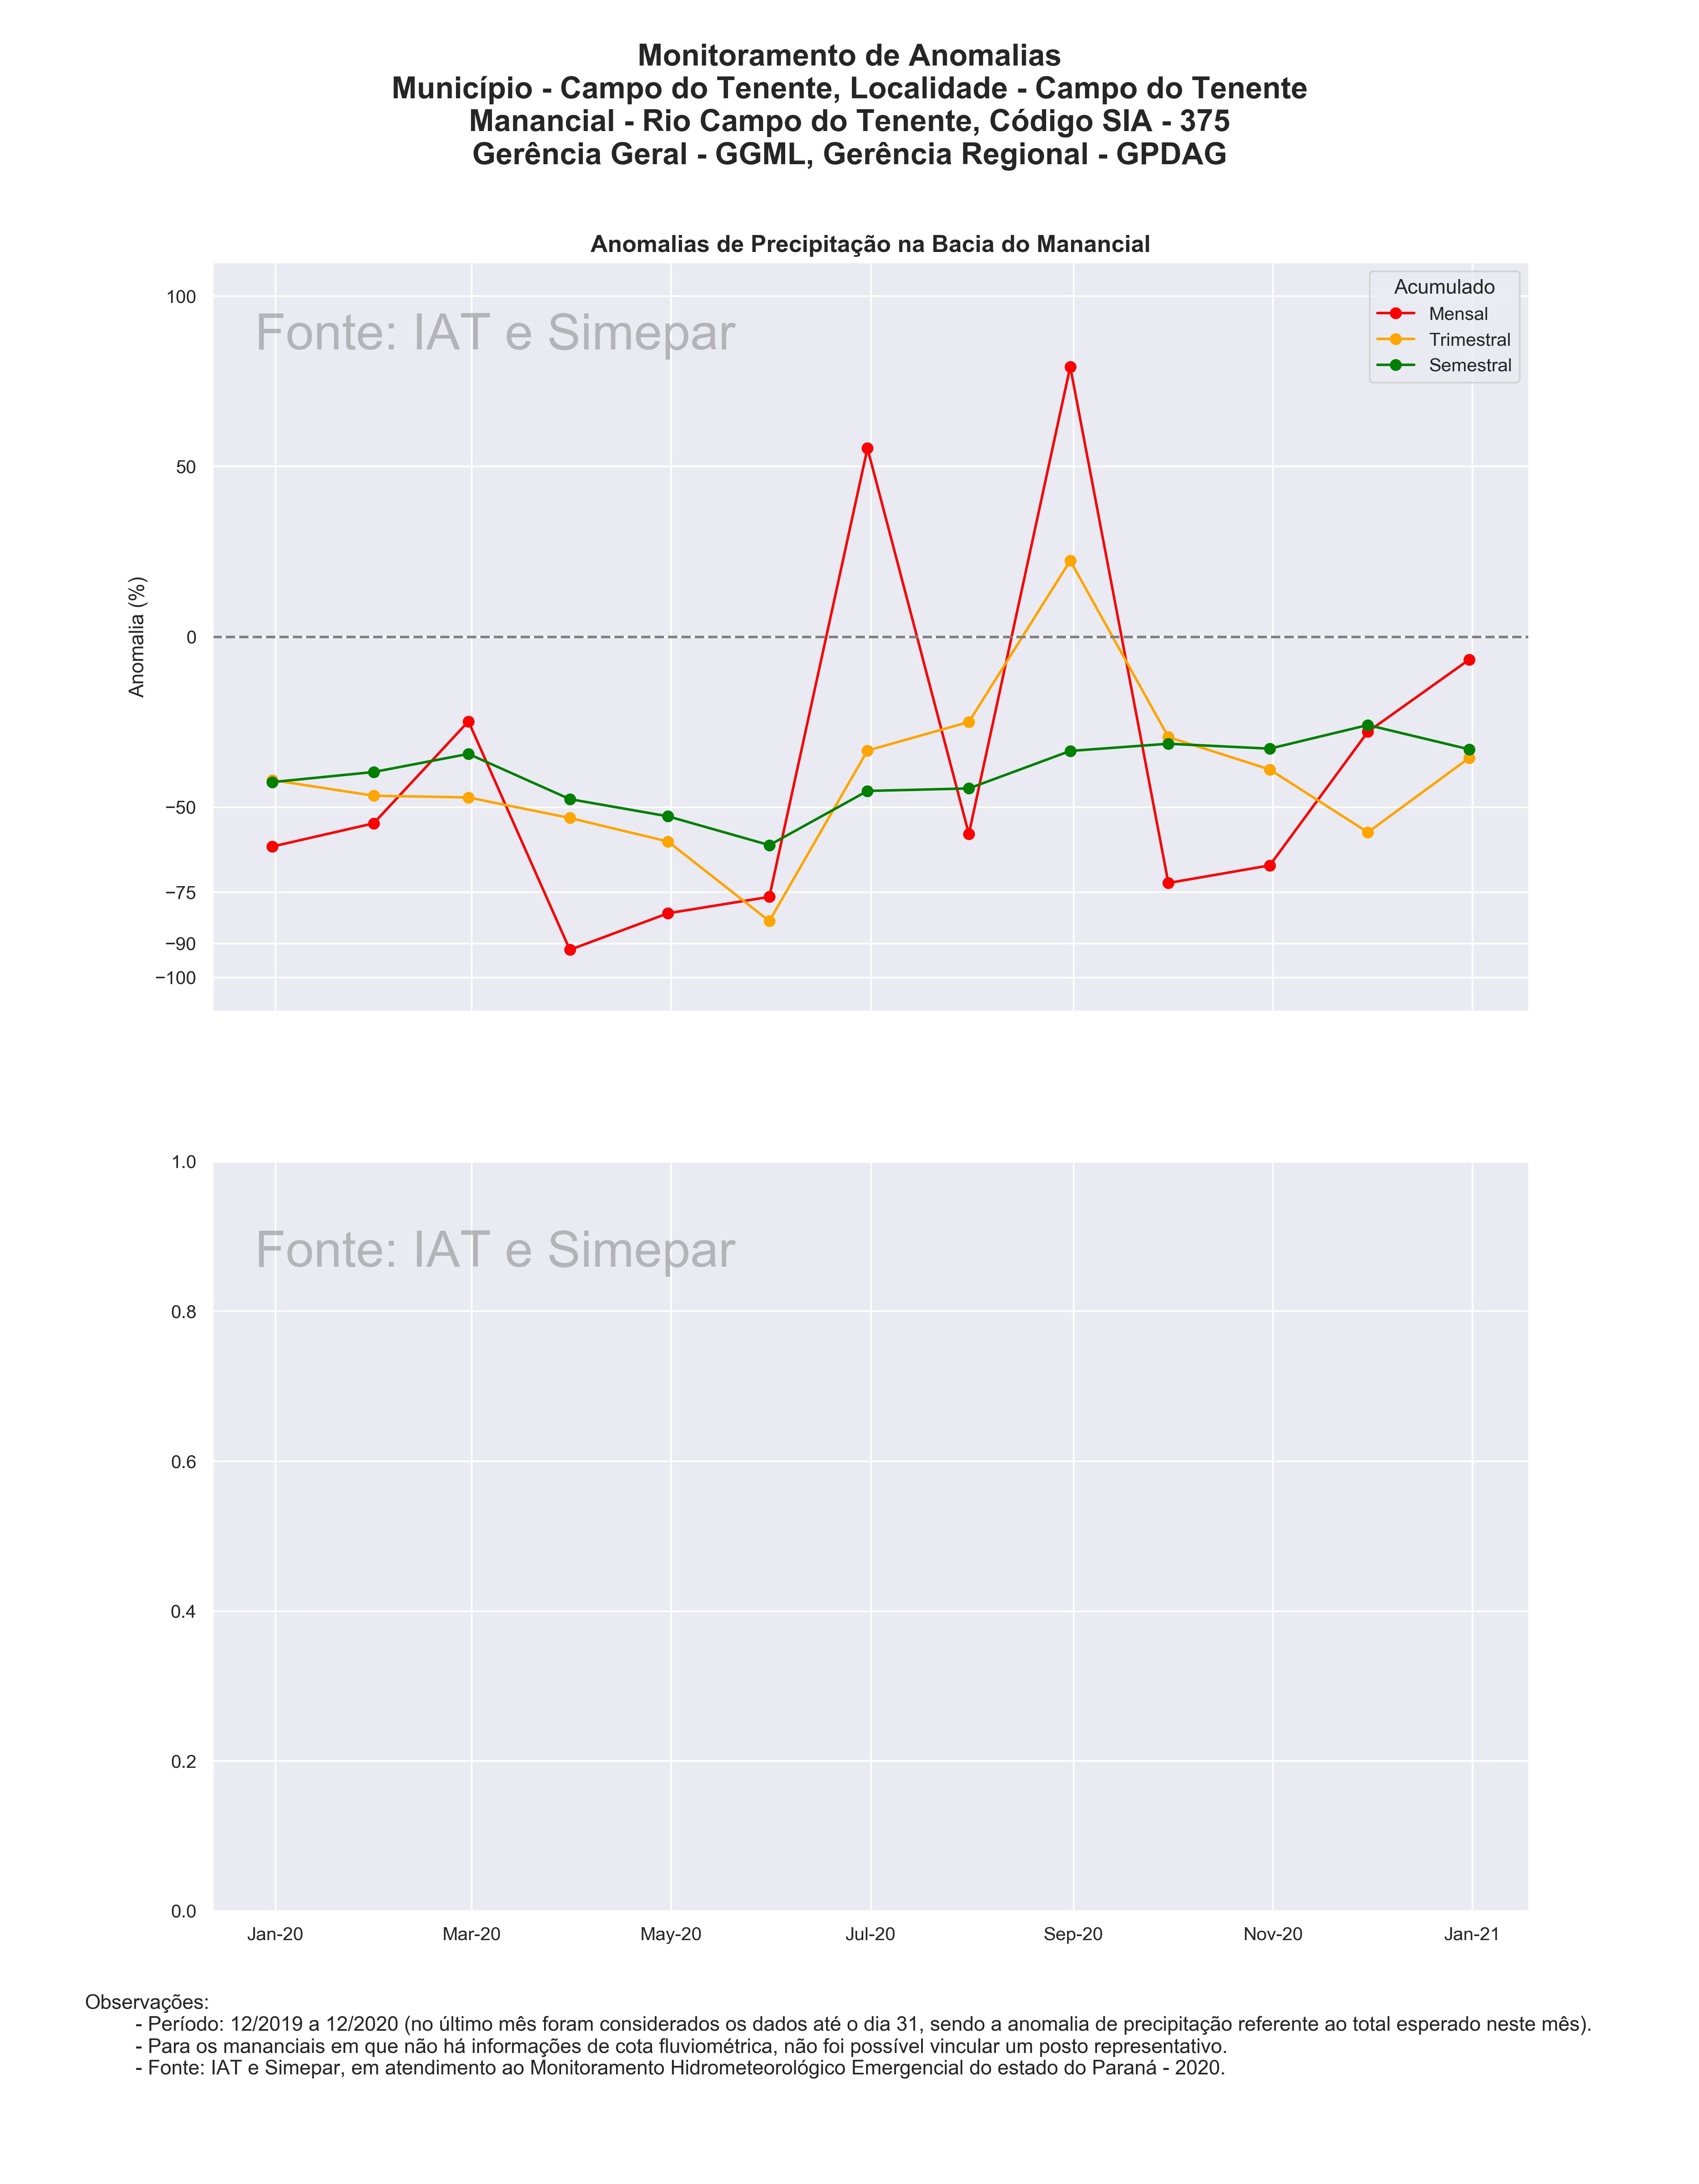 Monitoramento de Anomalias
Município - Campo do Tenente, Localidade - Campo do Tenente
Manancial - Rio Campo do Tenente, Código SIA - 375
Gerência Geral - GGML, Gerência Regional - GPDAG
Anomalias de Precipitação na Bacia do Manancial
Fonte: IAT e Simepar
Acumulado
Mensal
Trimestral
Semestral
Anomalia (%)
100
50
0
−50
−75
−90
−100
Fonte: IAT e Simepar
1.0
0.8
0.6
0.4
0.2
0.0
Jan-20 Mar-20 May-20 Jul-20 Sep-20 Nov-20 Jan-21
Observações:
- Período: 12/2019 a 12/2020 (no último mês foram considerados os dados até o dia 31, sendo a anomalia de precipitação referente ao total esperado neste mês).
- Para os mananciais em que não há informações de cota fluviométrica, não foi possível vincular um posto representativo.
- Fonte: IAT e Simepar, em atendimento ao Monitoramento Hidrometeorológico Emergencial do estado do Paraná - 2020.